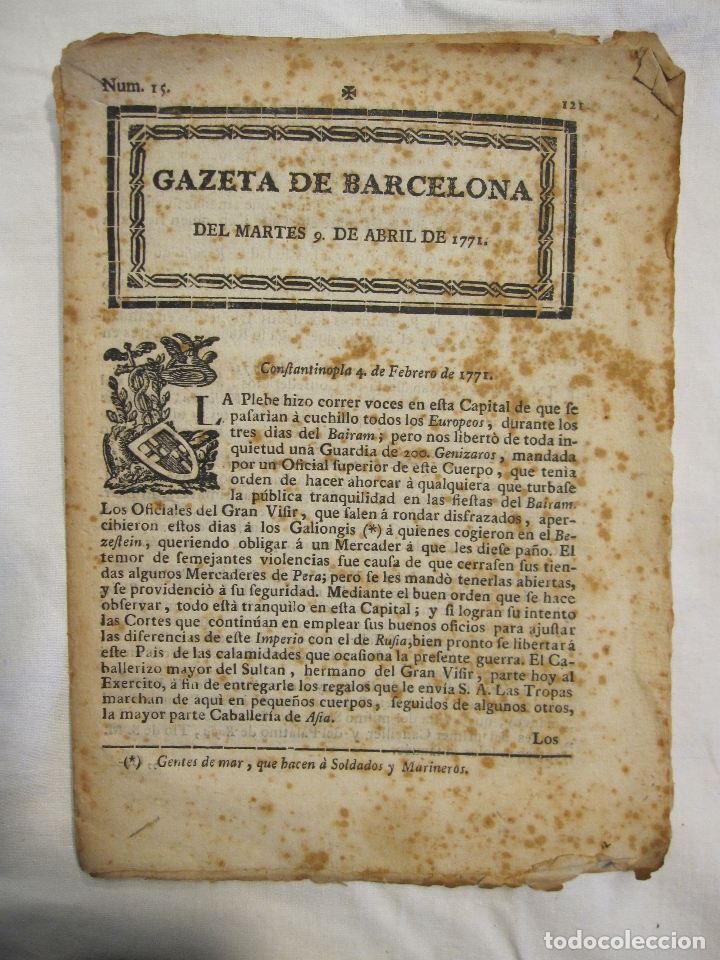 Num. 15.
✠
121
GAZETA DE BARCELONA
DEL MARTES 9. DE ABRIL DE 1771.
Conſtantinopla 4. de Febrero de 1771.
LA Plebe hizo correr voces en eſta Capital de que ſe
paſarian à cuchillo todos los Europeos, durante los
tres dias del Bairam; pero nos libertò de toda in-
quietud una Guardia de 200. Genizaros, mandada
por un Oficial ſuperior de eſte Cuerpo, que tenia
orden de hacer ahorcar à qualquiera que turbaſe
la pública tranquilidad en las fieſtas del Bairam.
Los Oficiales del Gran Viſir, que ſalen à rondar disfrazados, aper-
cibieron eſtos dias à los Galiongis (*) à quienes cogieron en el Be-
zeſtein, queriendo obligar à un Mercader à que les dieſe paño. El
temor de ſemejantes violencias fue cauſa de que cerraſen ſus tien-
das algunos Mercaderes de Pera; pero ſe les mandò tenerlas abiertas,
y ſe providenciò à ſu ſeguridad. Mediante el buen orden que ſe hace
obſervar, todo eſtà tranquilo en eſta Capital; y ſi logran ſu intento
las Cortes que continúan en emplear sus buenos oficios para ajuſtar
las diferencias de eſte Imperio con el de Ruſia, bien pronto ſe libertará
eſte Pais de las calamidades que ocaſiona la preſente guerra. El Ca-
ballerizo mayor del Sultan, hermano del Gran Viſir, parte hoy al
Exercito, à fin de entregarle los regalos que le envia S. A. Las Tropas
marchan de aqui en pequeños cuerpos, ſeguidos de algunos otros,
la mayor parte Caballería de Aſia.
Los
(*) Gentes de mar, que hacen à Soldados y Marineros.
todocoleccion.net